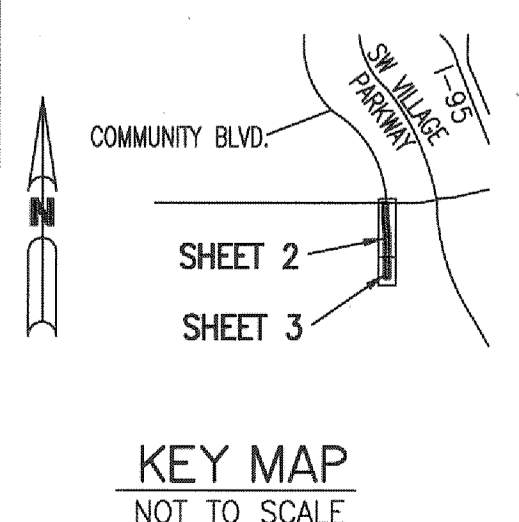 SW VILLAGE
PARKWAY
I-95
COMMUNITY BLVD.
N
SHEET 2
SHEET 3
KEY MAP
NOT TO SCALE